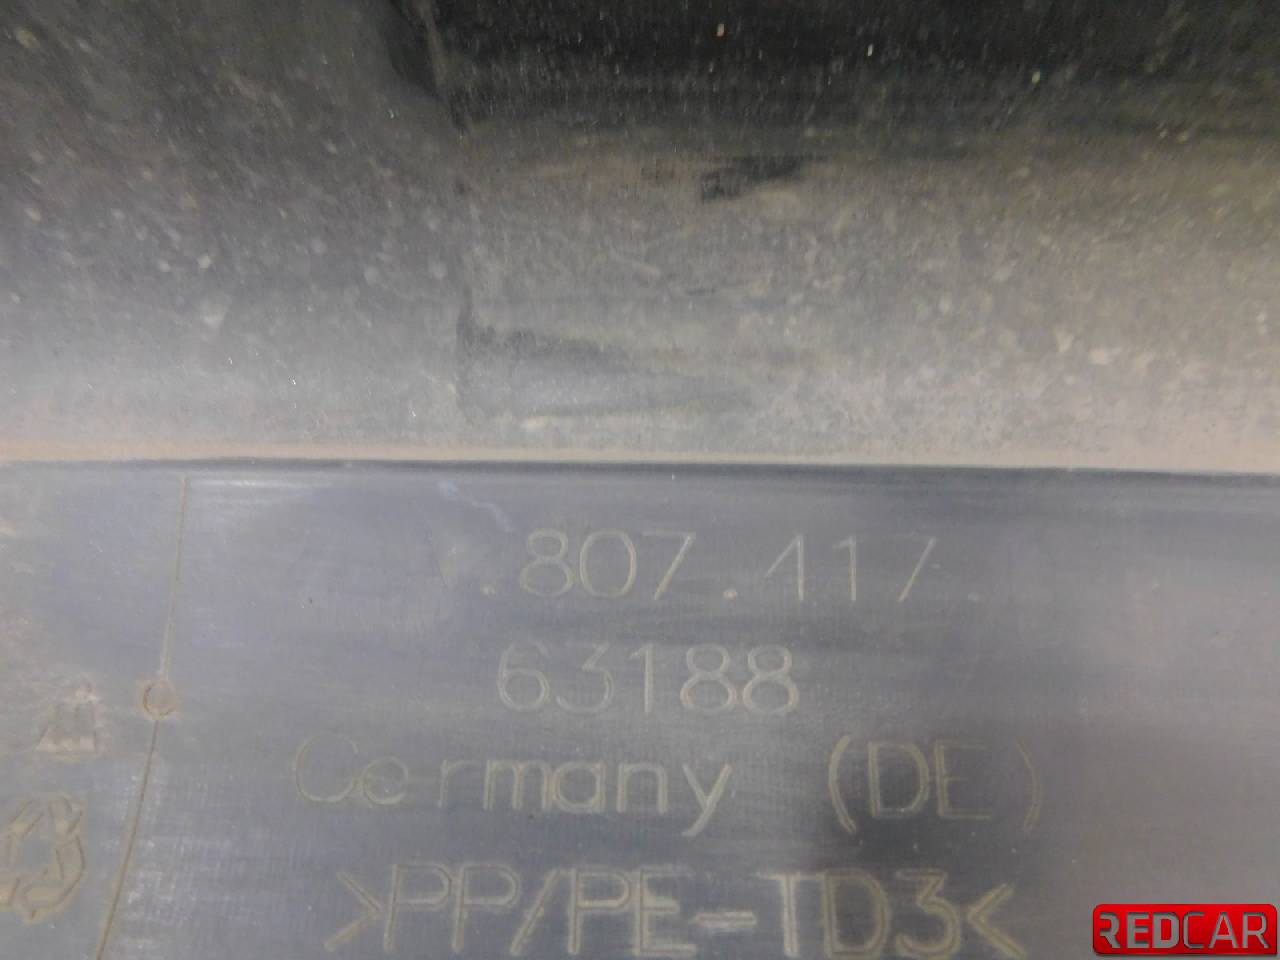 .807.417
63188
Germany (DE)
>PP/PE-TD3<
REDCAR